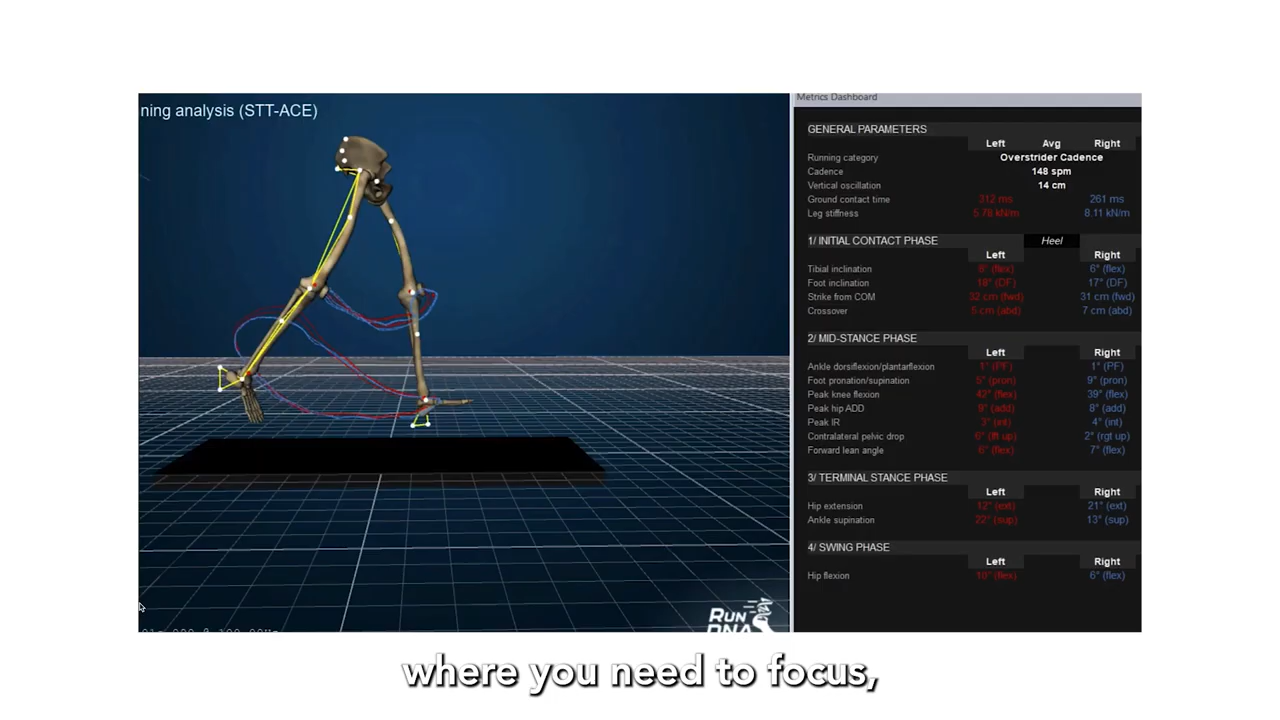 ning analysis (STT-ACE)
Metrics Dashboard
GENERAL PARAMETERS
Left Avg Right
Running category Overstrider Cadence
Cadence 148 spm
Vertical oscillation 14 cm
Ground contact time 312 ms 261 ms
Leg stiffness 5.78 kN/m 8.11 kN/m
1/ INITIAL CONTACT PHASE Heel
Left Right
Tibial inclination 8° (flex) 6° (flex)
Foot inclination 18° (DF) 17° (DF)
Strike from COM 32 cm (fwd) 31 cm (fwd)
Crossover 5 cm (abd) 7 cm (abd)
2/ MID-STANCE PHASE
Left Right
Ankle dorsiflexion/plantarflexion 1° (PF) 1° (PF)
Foot pronation/supination 5° (pron) 9° (pron)
Peak knee flexion 42° (flex) 39° (flex)
Peak hip ADD 9° (add) 8° (add)
Peak IR 3° (int) 4° (int)
Contralateral pelvic drop 6° (lft up) 2° (rgt up)
Forward lean angle 6° (flex) 7° (flex)
3/ TERMINAL STANCE PHASE
Left Right
Hip extension 12° (ext) 21° (ext)
Ankle supination 22° (sup) 13° (sup)
4/ SWING PHASE
Left Right
Hip flexion 10° (flex) 6° (flex)
RUN
DNA
where you need to focus,